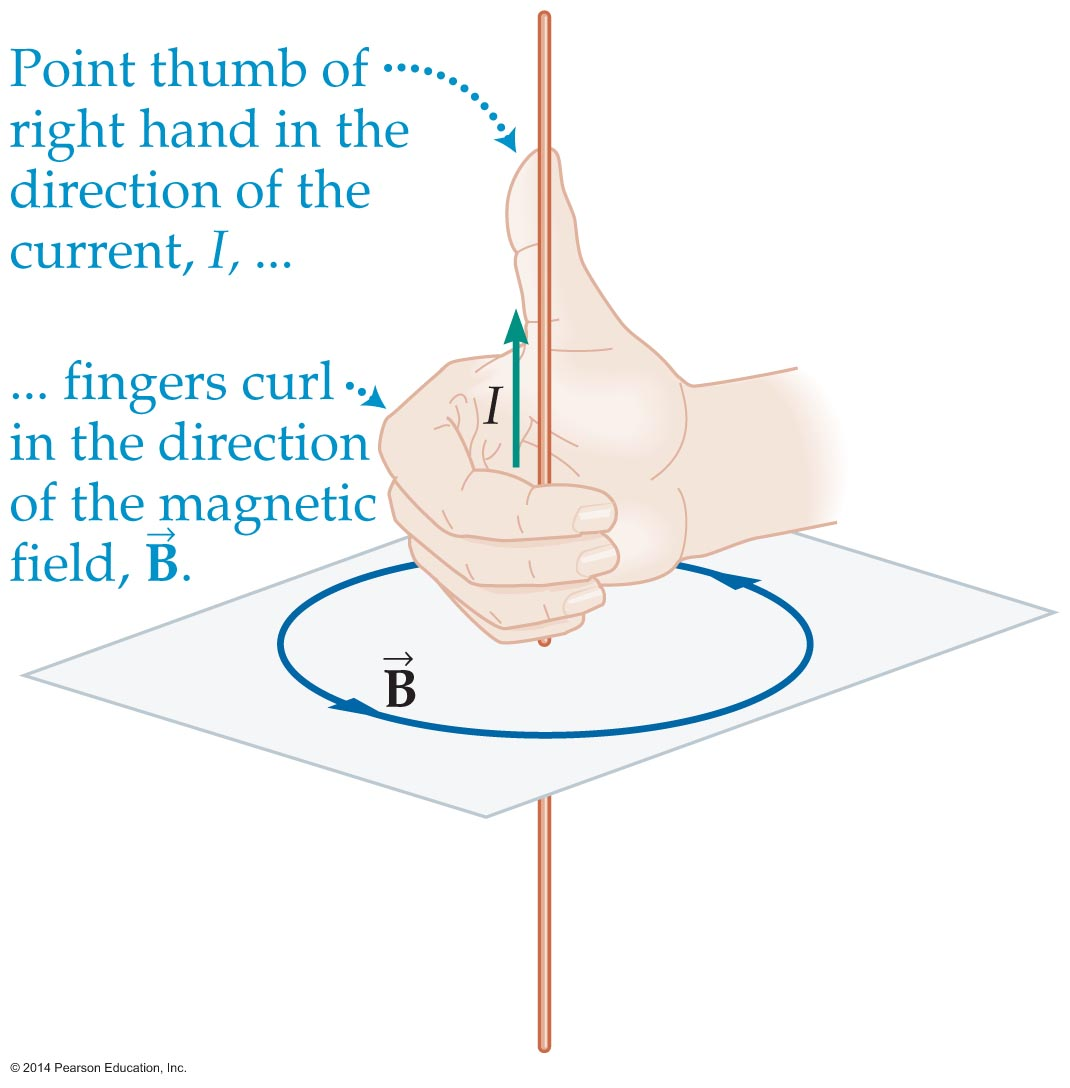 Point thumb of
right hand in the
direction of the
current, I, ...
... fingers curl
in the direction
of the magnetic
field, B⃗.
I
B⃗
© 2014 Pearson Education, Inc.